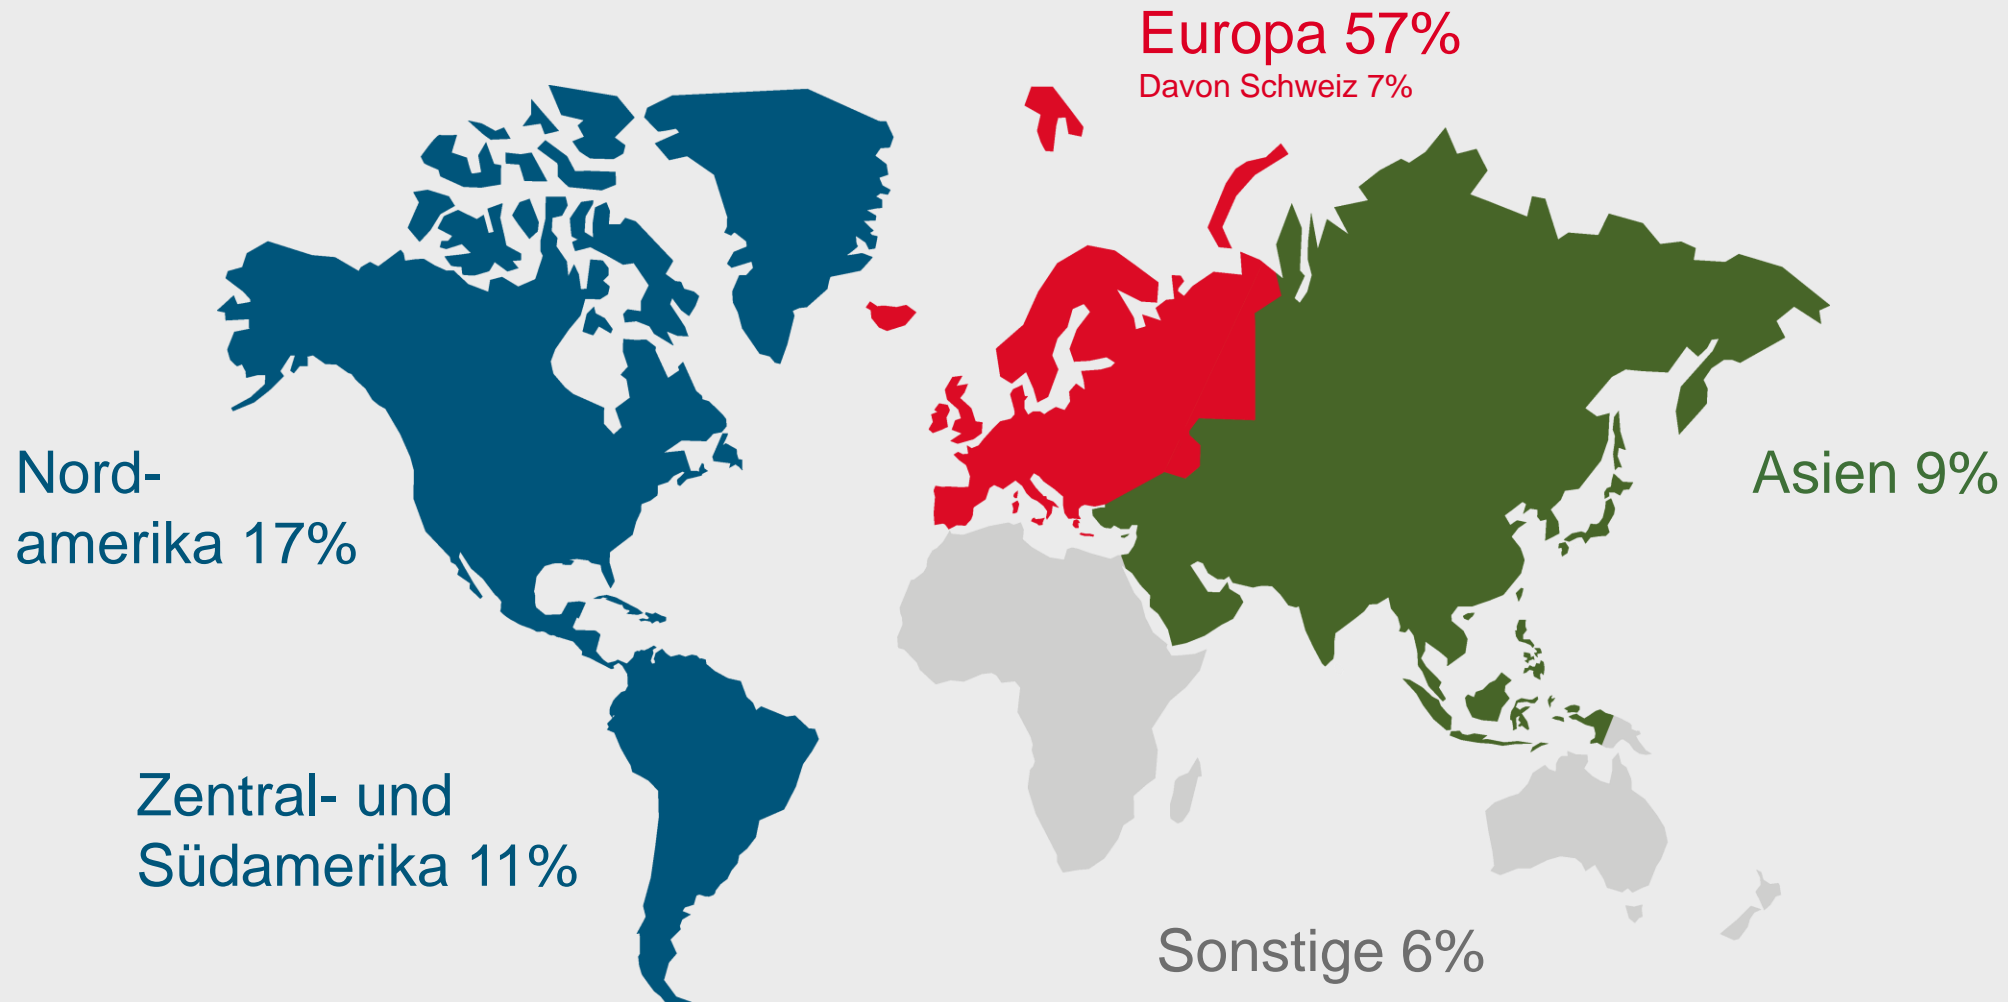 Europa 57%
Davon Schweiz 7%
Nord-
amerika 17%
Asien 9%
Zentral- und
Südamerika 11%
Sonstige 6%